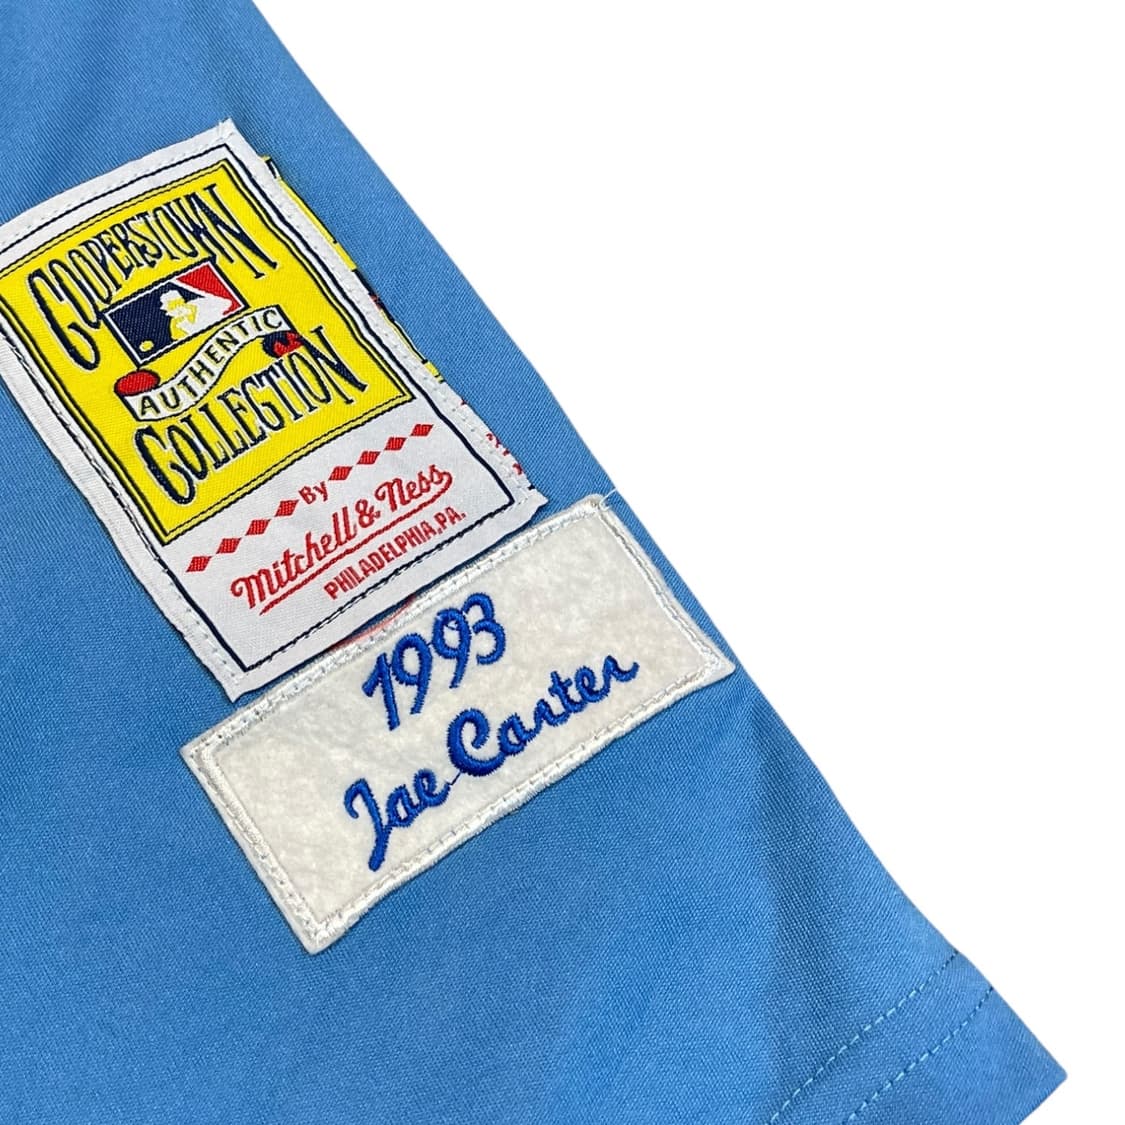 COOPERSTOWN
AUTHENTIC
COLLECTION
By
Mitchell & Ness
PHILADELPHIA, PA.
1993
Joe Carter